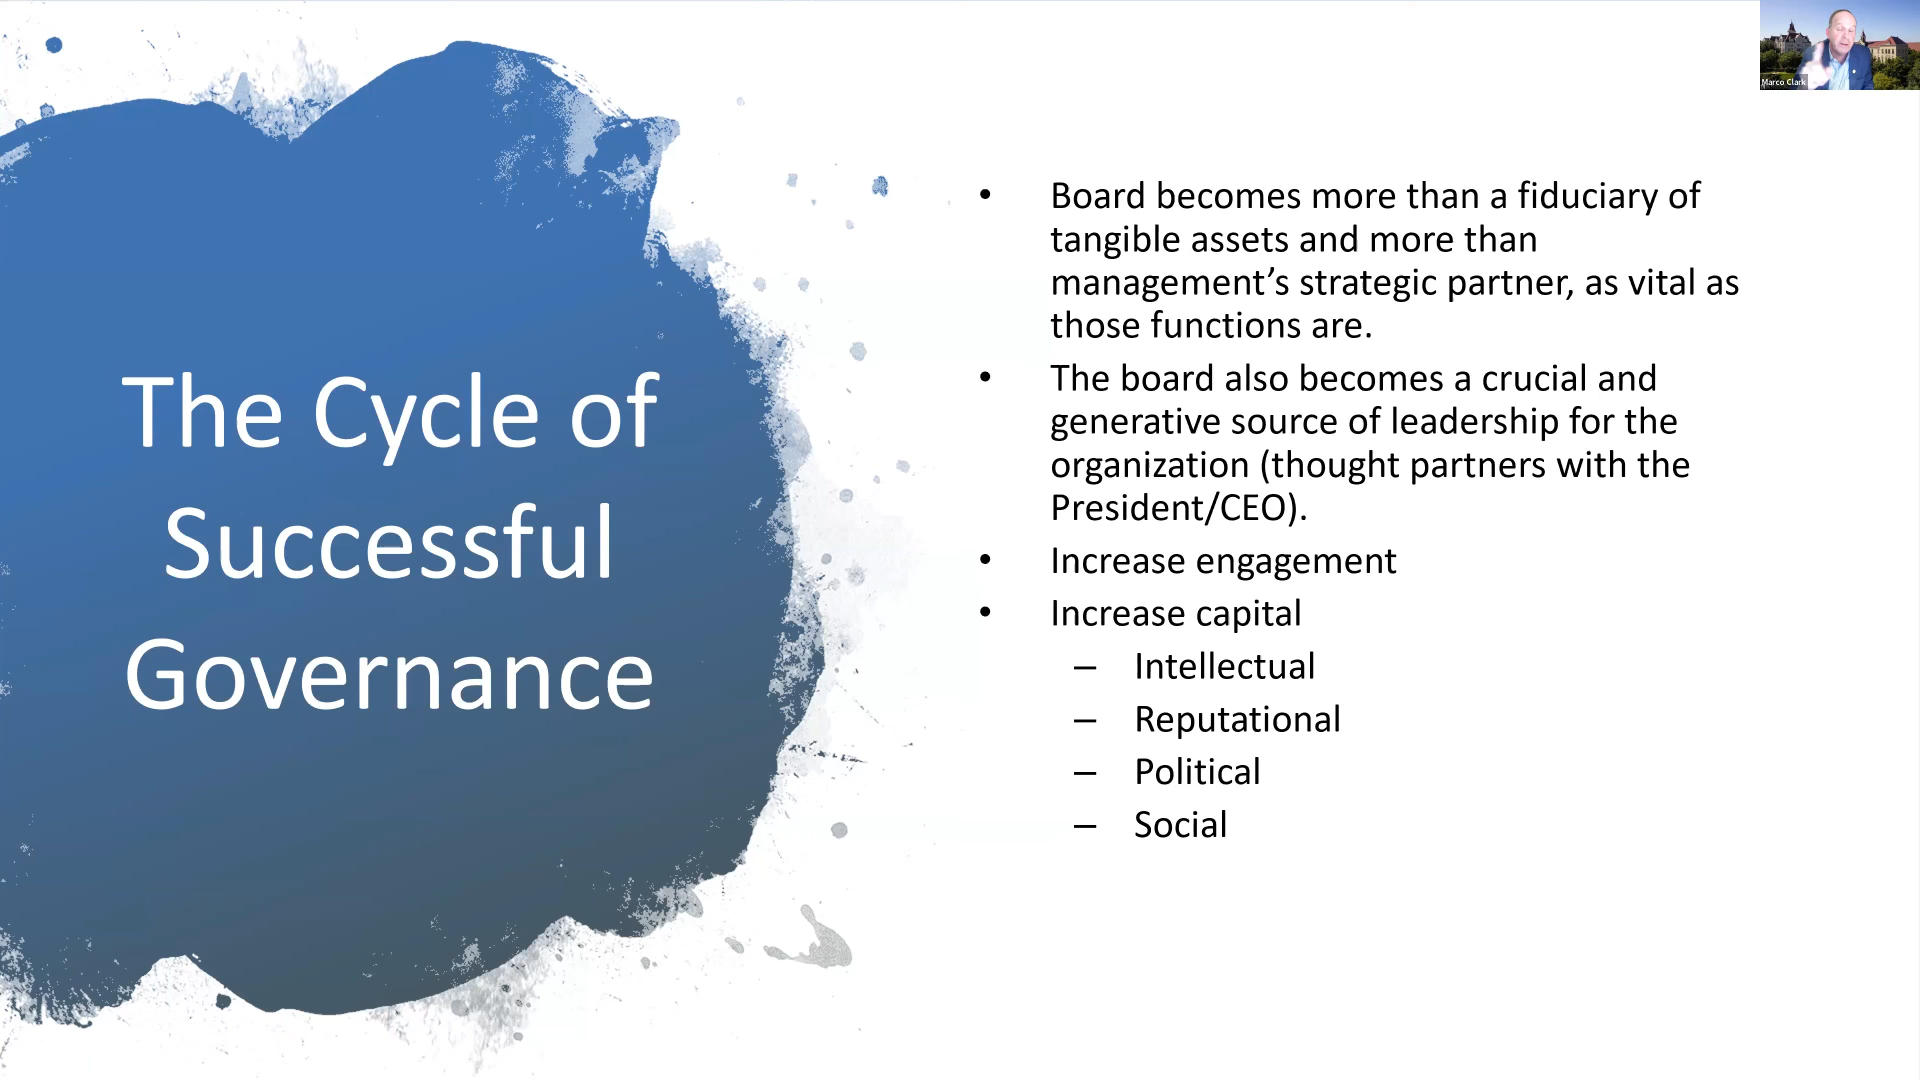 Marco Clark
The Cycle of
Successful
Governance
• Board becomes more than a fiduciary of
tangible assets and more than
management’s strategic partner, as vital as
those functions are.
• The board also becomes a crucial and
generative source of leadership for the
organization (thought partners with the
President/CEO).
• Increase engagement
• Increase capital
– Intellectual
– Reputational
– Political
– Social